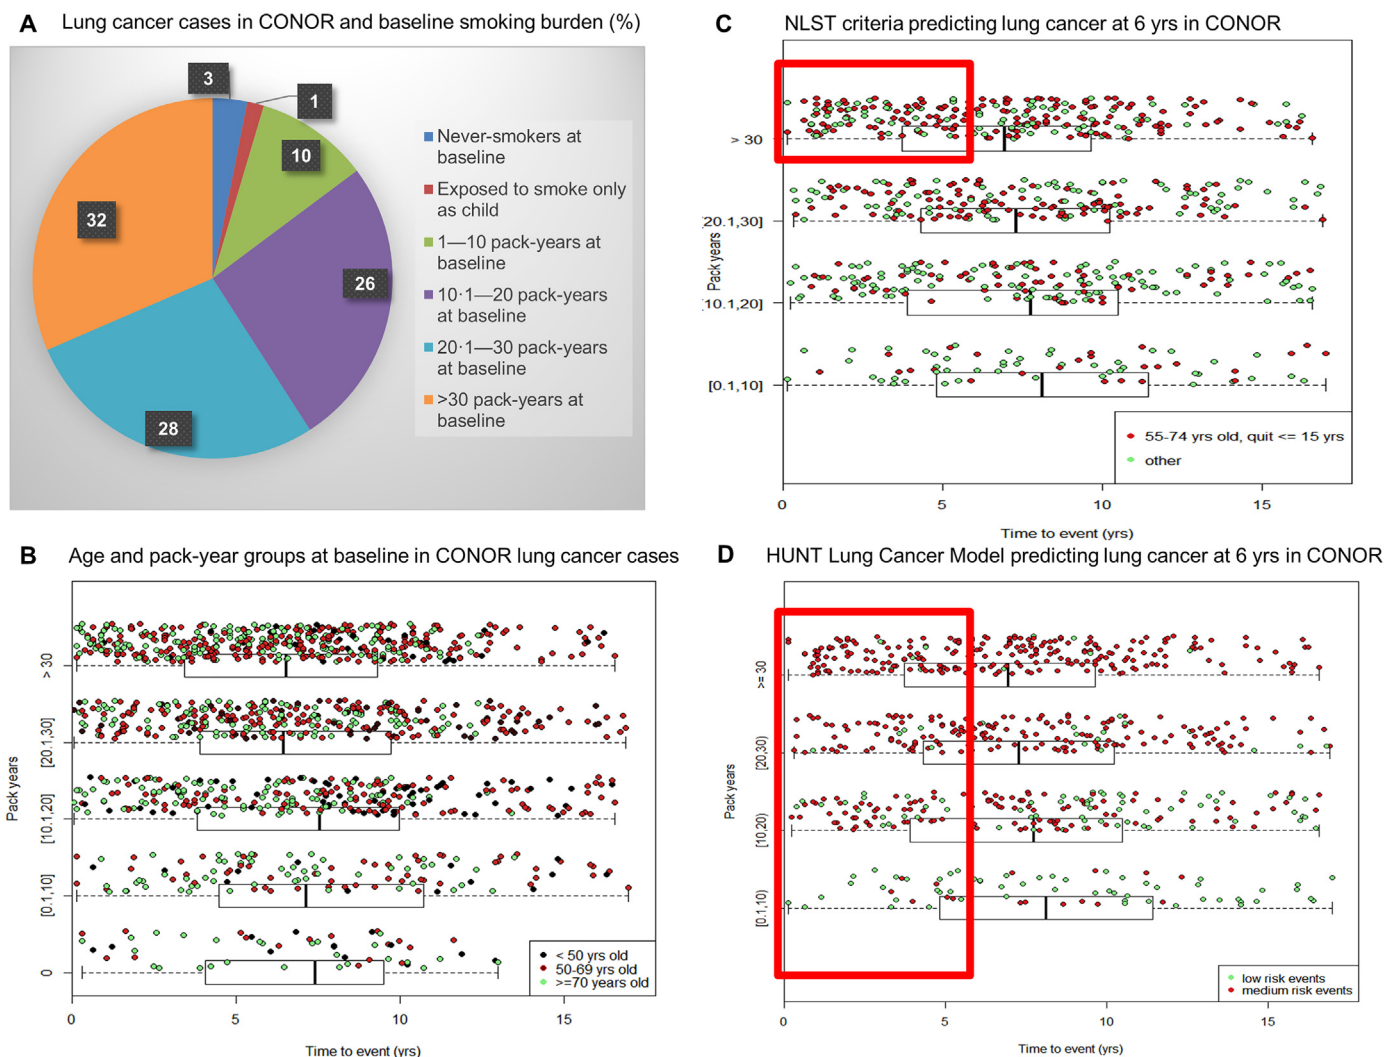 A Lung cancer cases in CONOR and baseline smoking burden (%)
3
1
10
32
26
28
Never-smokers at
baseline
Exposed to smoke only
as child
1—10 pack-years at
baseline
10·1—20 pack-years
at baseline
20·1—30 pack-years
at baseline
>30 pack-years at
baseline
B Age and pack-year groups at baseline in CONOR lung cancer cases
Pack years
> 30
[20.1,30]
[10.1,20]
[0.1,10]
0
< 50 yrs old
50-69 yrs old
>=70 years old
0 5 10 15
Time to event (yrs)
C NLST criteria predicting lung cancer at 6 yrs in CONOR
Pack years
> 30
20.1,30]
10.1,20]
[0.1,10]
55-74 yrs old, quit <= 15 yrs
other
0 5 10 15
Time to event (yrs)
D HUNT Lung Cancer Model predicting lung cancer at 6 yrs in CONOR
Pack years
>= 30
[20,30)
[10,20)
[0.1,10)
low risk events
medium risk events
0 5 10 15
Time to event (yrs)